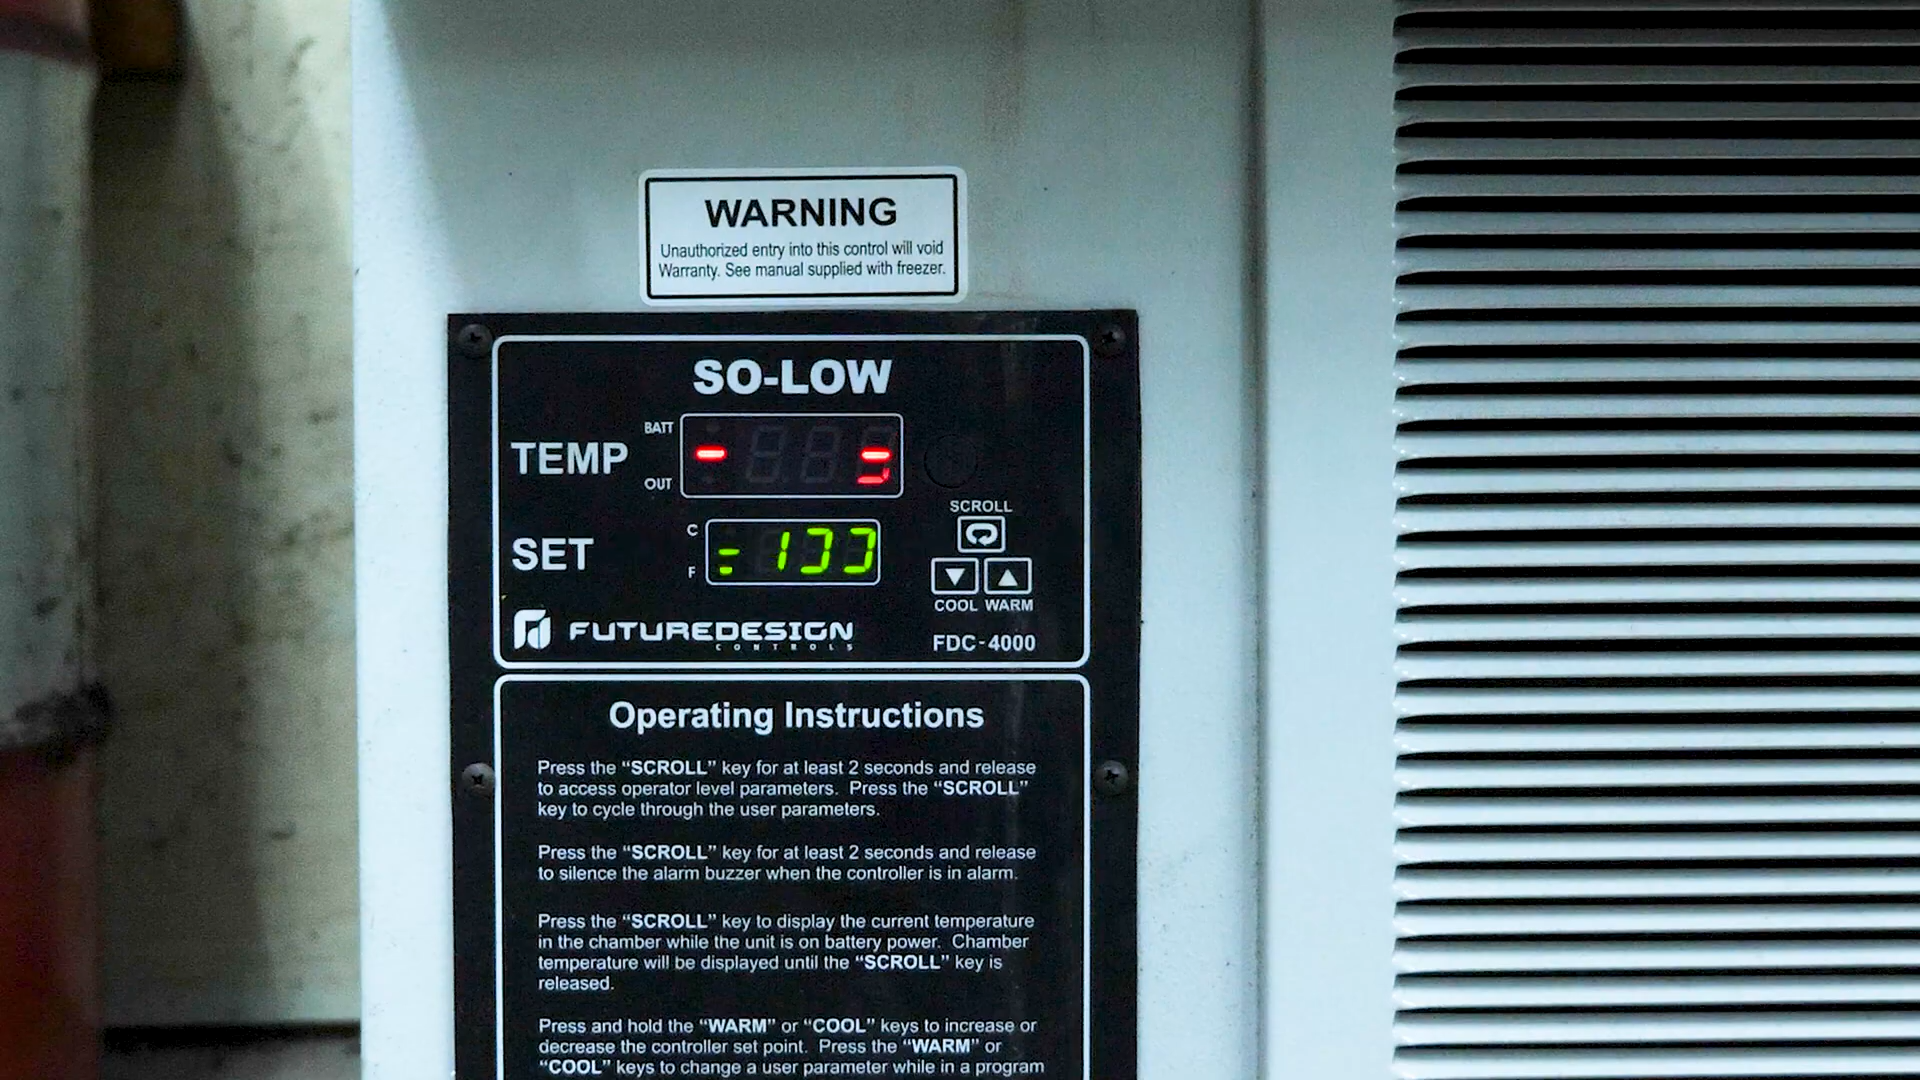 WARNING
Unauthorized entry into this control will void
Warranty. See manual supplied with freezer.
SO-LOW
BATT
TEMP
OUT
SCROLL
C
SET
F
COOL WARM
FUTUREDESIGN
CONTROLS
FDC-4000
Operating Instructions
Press the “SCROLL” key for at least 2 seconds and release
to access operator level parameters. Press the “SCROLL”
key to cycle through the user parameters.
Press the “SCROLL” key for at least 2 seconds and release
to silence the alarm buzzer when the controller is in alarm.
Press the “SCROLL” key to display the current temperature
in the chamber while the unit is on battery power. Chamber
temperature will be displayed until the “SCROLL” key is
released.
Press and hold the “WARM” or “COOL” keys to increase or
decrease the controller set point. Press the “WARM” or
“COOL” keys to change a user parameter while in a program